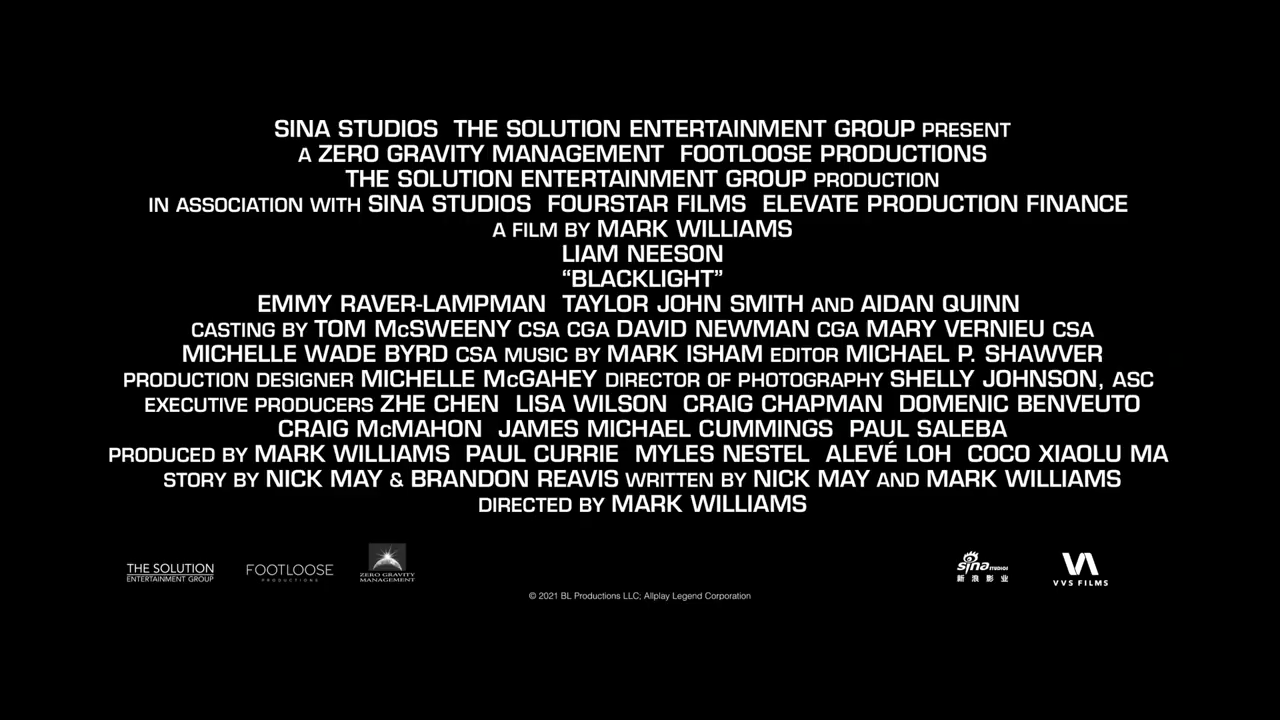 SINA STUDIOS THE SOLUTION ENTERTAINMENT GROUP PRESENT
A ZERO GRAVITY MANAGEMENT FOOTLOOSE PRODUCTIONS
THE SOLUTION ENTERTAINMENT GROUP PRODUCTION
IN ASSOCIATION WITH SINA STUDIOS FOURSTAR FILMS ELEVATE PRODUCTION FINANCE
A FILM BY MARK WILLIAMS
LIAM NEESON
“BLACKLIGHT”
EMMY RAVER-LAMPMAN TAYLOR JOHN SMITH AND AIDAN QUINN
CASTING BY TOM McSWEENY CSA CGA DAVID NEWMAN CGA MARY VERNIEU CSA
MICHELLE WADE BYRD CSA MUSIC BY MARK ISHAM EDITOR MICHAEL P. SHAWVER
PRODUCTION DESIGNER MICHELLE McGAHEY DIRECTOR OF PHOTOGRAPHY SHELLY JOHNSON, ASC
EXECUTIVE PRODUCERS ZHE CHEN LISA WILSON CRAIG CHAPMAN DOMENIC BENVEUTO
CRAIG McMAHON JAMES MICHAEL CUMMINGS PAUL SALEBA
PRODUCED BY MARK WILLIAMS PAUL CURRIE MYLES NESTEL ALEVÉ LOH COCO XIAOLU MA
STORY BY NICK MAY & BRANDON REAVIS WRITTEN BY NICK MAY AND MARK WILLIAMS
DIRECTED BY MARK WILLIAMS
THE SOLUTION
ENTERTAINMENT GROUP
FOOTLOOSE
PRODUCTIONS
ZERO GRAVITY
MANAGEMENT
sina STUDIOS
新浪影业
VVS FILMS
© 2021 BL Productions LLC; Allplay Legend Corporation